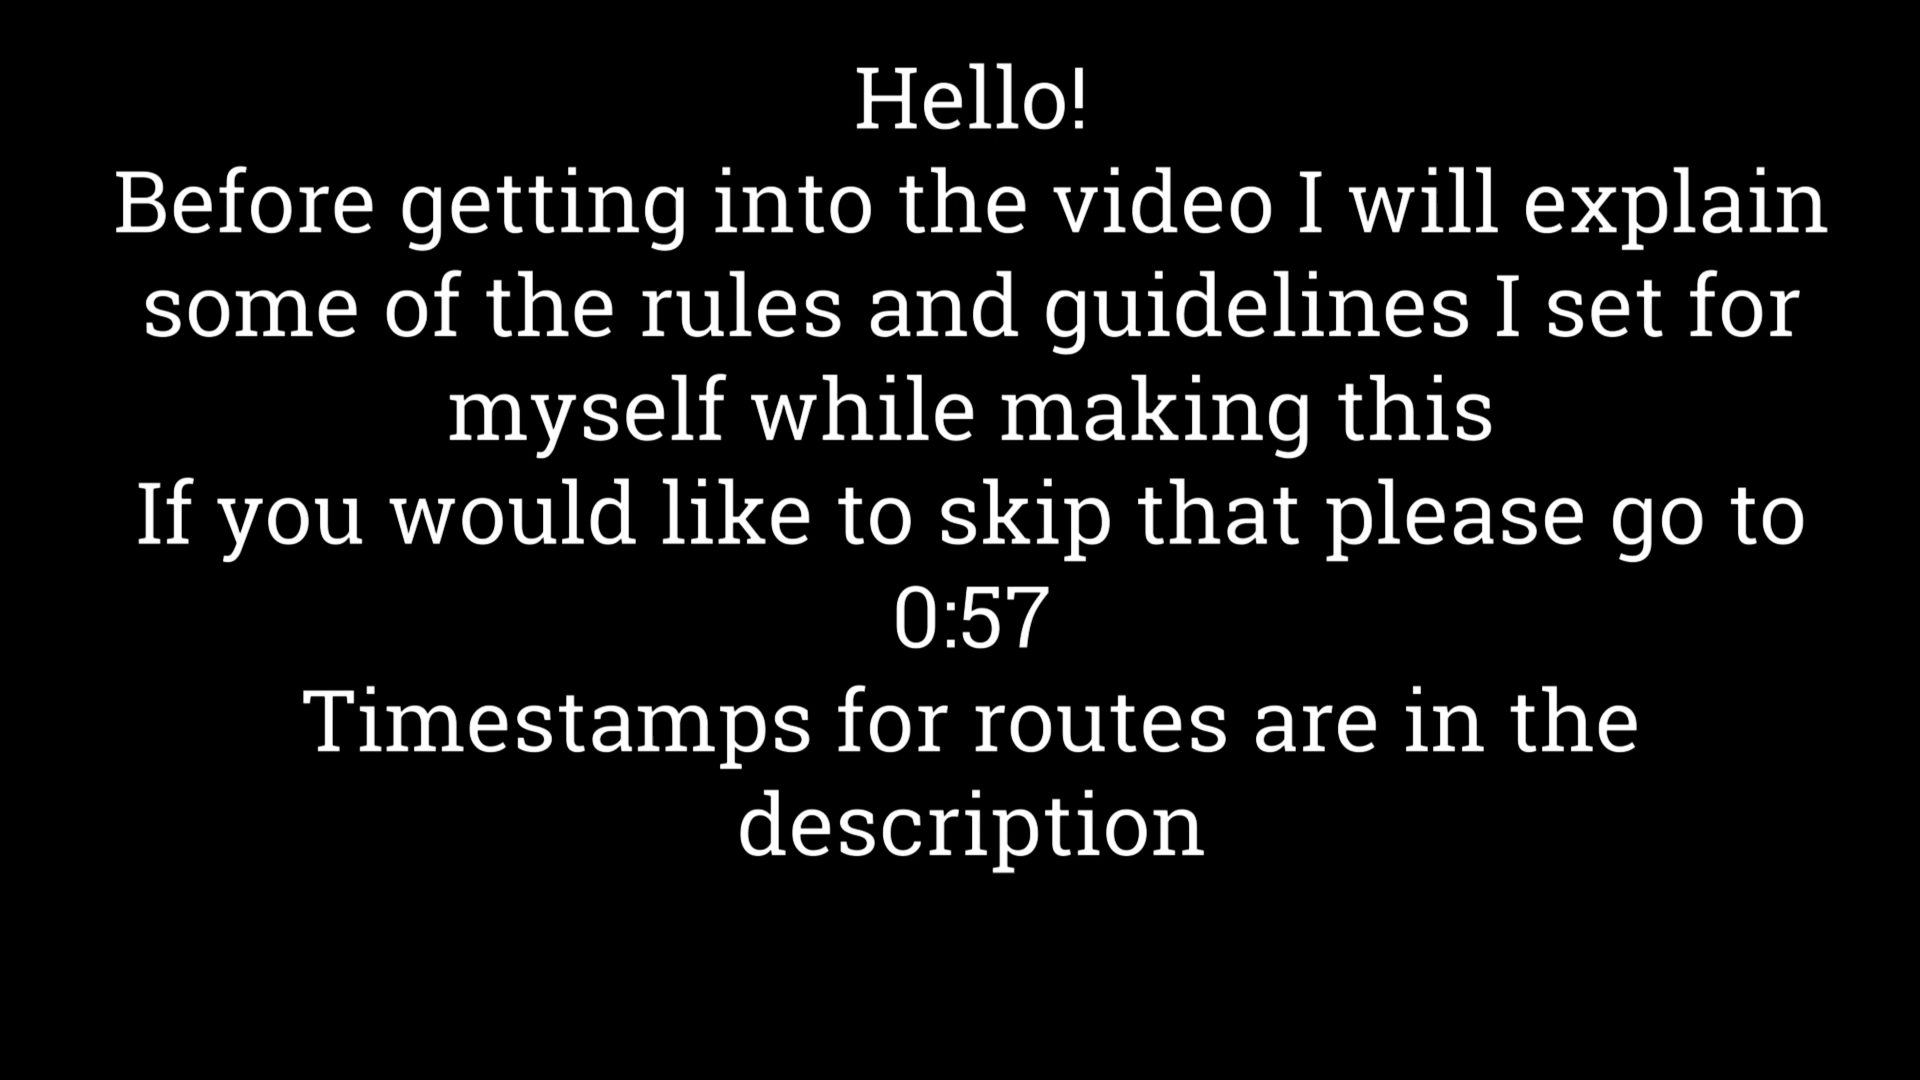 Hello!
Before getting into the video I will explain
some of the rules and guidelines I set for
myself while making this
If you would like to skip that please go to
0:57
Timestamps for routes are in the
description